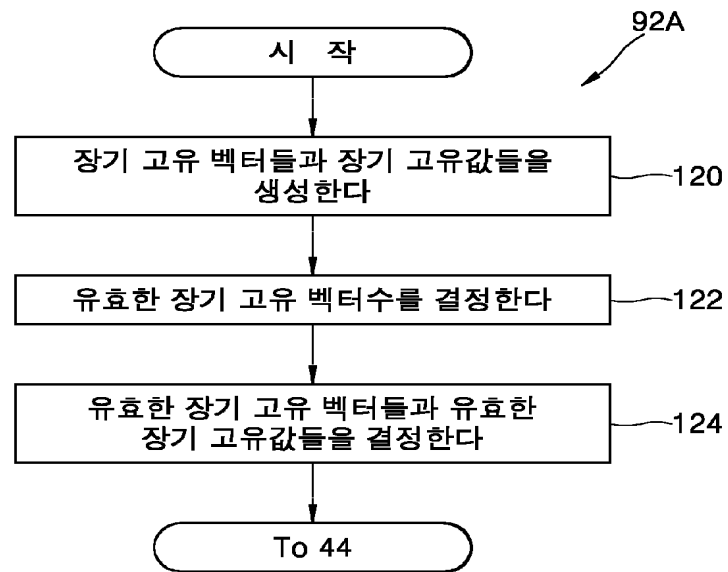 92A
시 작
장기 고유 벡터들과 장기 고유값들을
생성한다
120
유효한 장기 고유 벡터수를 결정한다
122
유효한 장기 고유 벡터들과 유효한
장기 고유값들을 결정한다
124
To 44